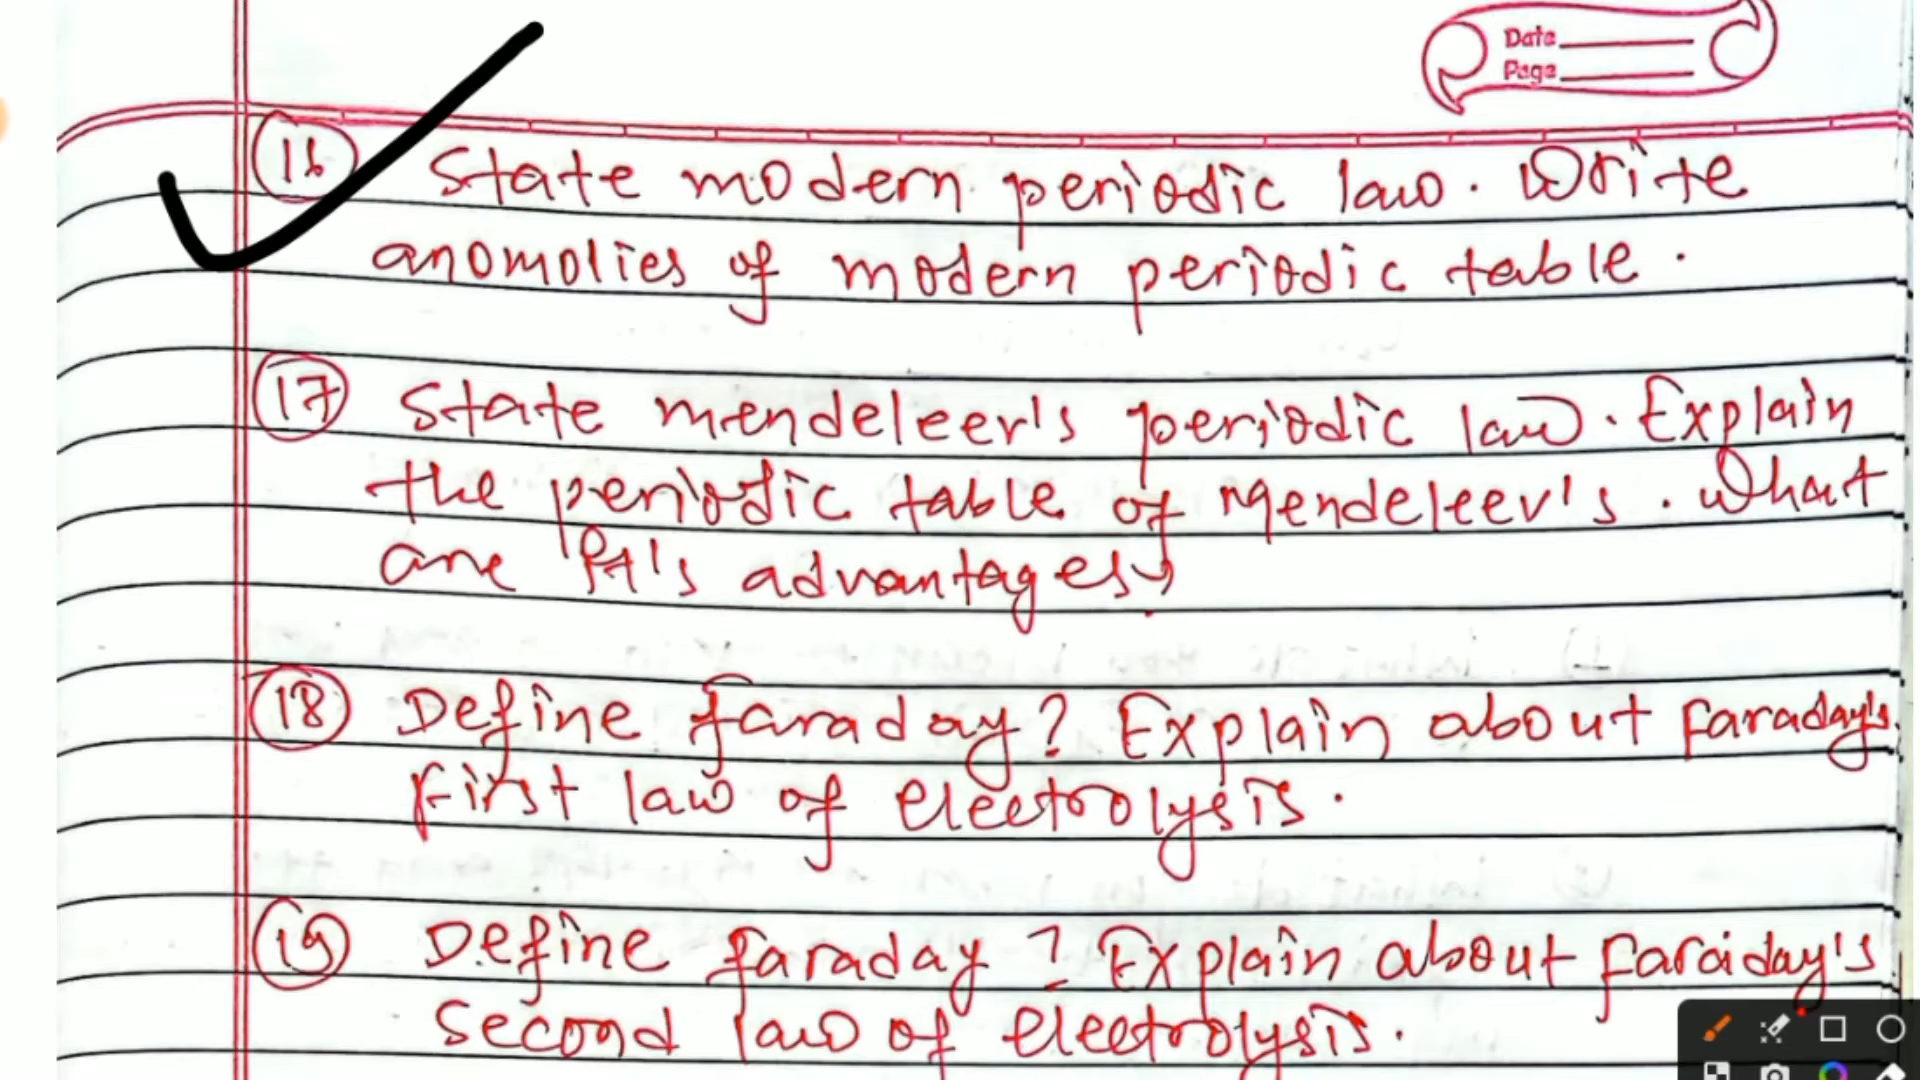 Date
Page
16 State modern periodic law. Write
anomolies of modern periodic table.
17 State mendeleev's periodic law. Explain
the periodic table of Mendeleev's. What
are it's advantages?
18 Define faraday? Explain about faraday's
First law of electrolysis.
19 Define faraday? Explain about faraday's
second law of electrolysis.